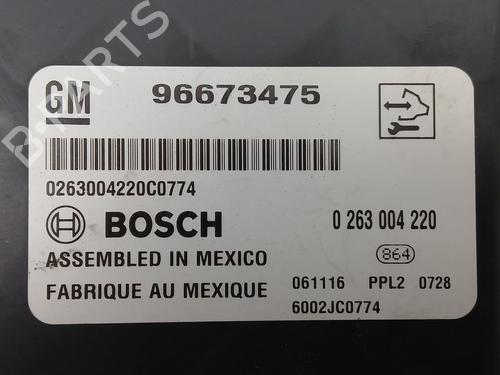 GM 96673475
0263004220C0774
BOSCH 0 263 004 220
ASSEMBLED IN MEXICO 864
FABRIQUE AU MEXIQUE 061116 PPL2 0728
6002JC0774
B-PARTS